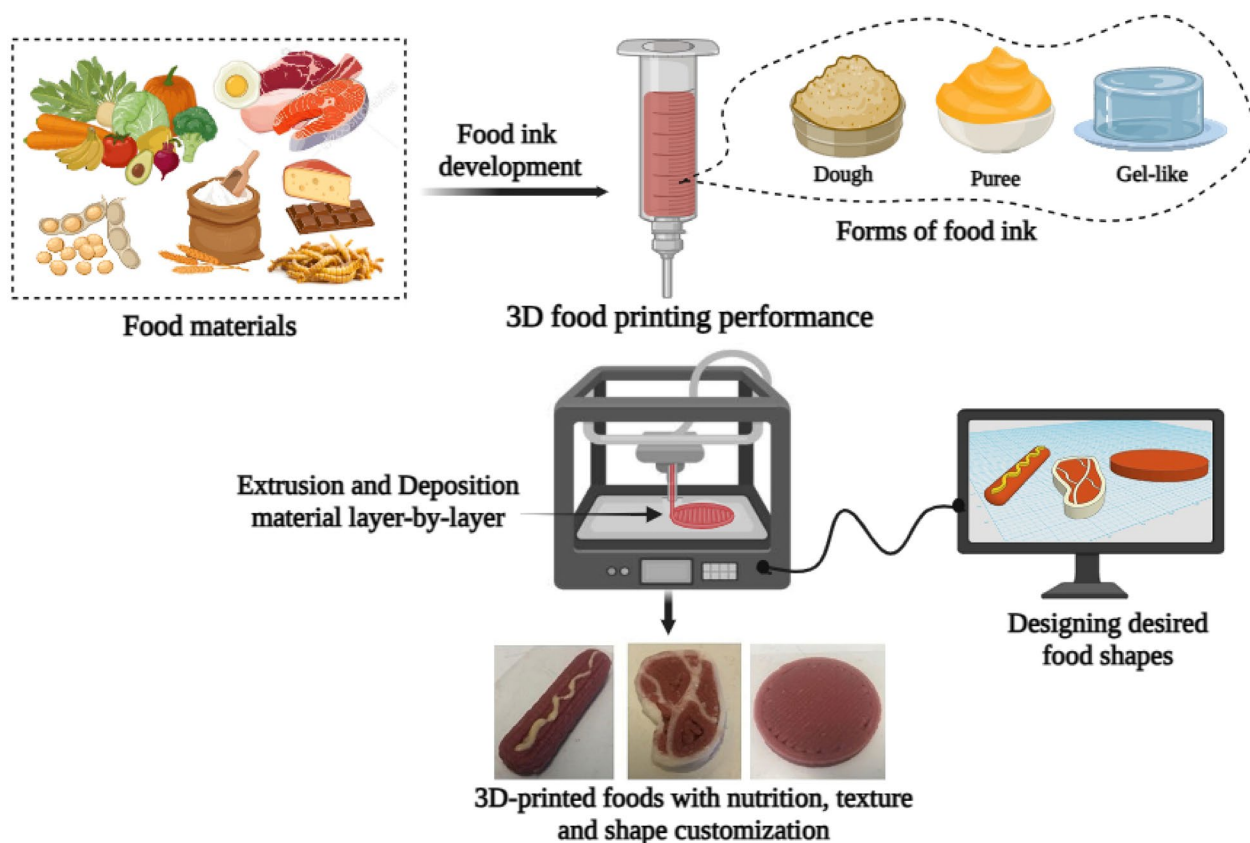 Food ink
development
Dough
Puree
Gel-like
Forms of food ink
Food materials
3D food printing performance
Extrusion and Deposition
material layer-by-layer
Designing desired
food shapes
3D-printed foods with nutrition, texture
and shape customization